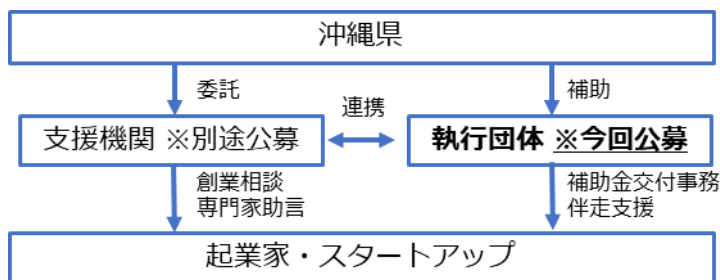 沖縄県
委託
補助
連携
支援機関 ※別途公募
執行団体 ※今回公募
創業相談
専門家助言
補助金交付事務
伴走支援
起業家・スタートアップ